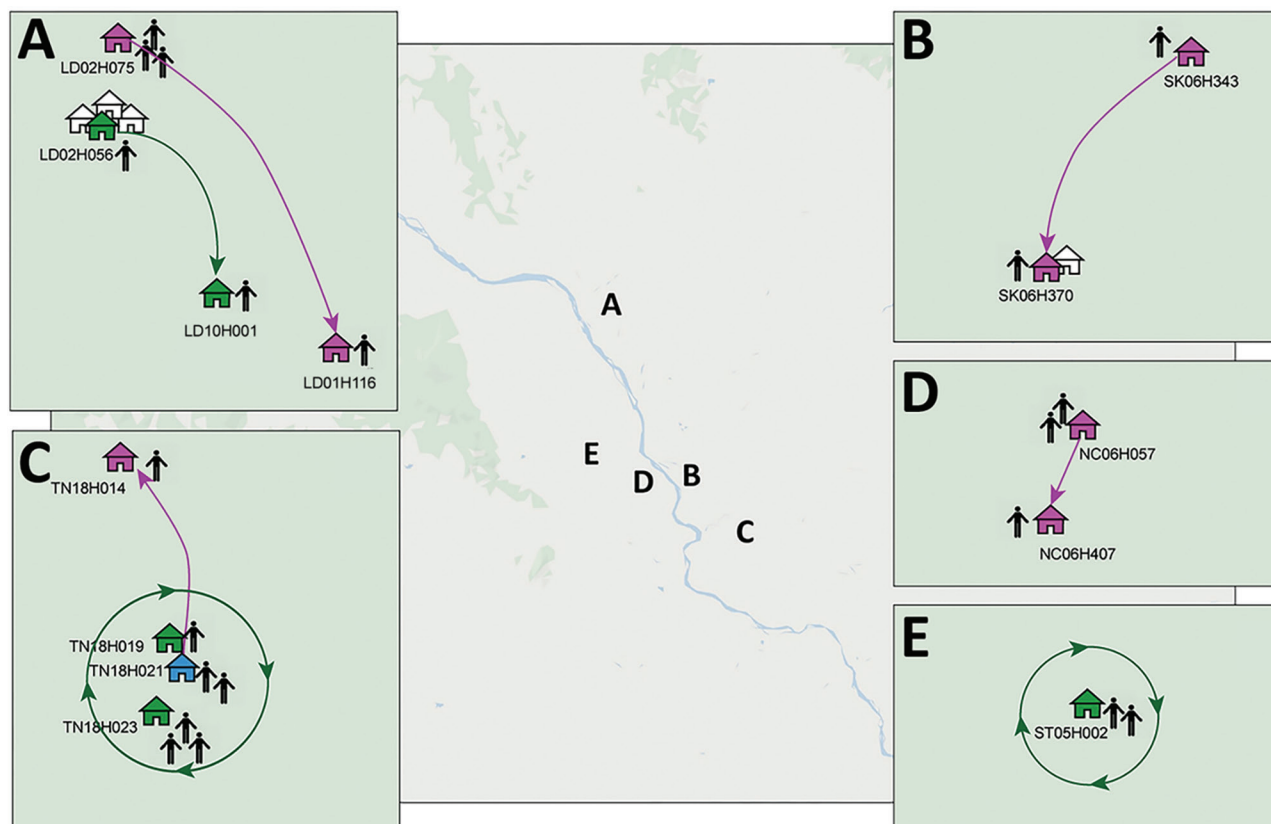 A
LD02H075
LD02H056
LD10H001
LD01H116
B
SK06H343
SK06H370
A
E
D
B
C
C
TN18H014
TN18H019
TN18H021
TN18H023
D
NC06H057
NC06H407
E
ST05H002